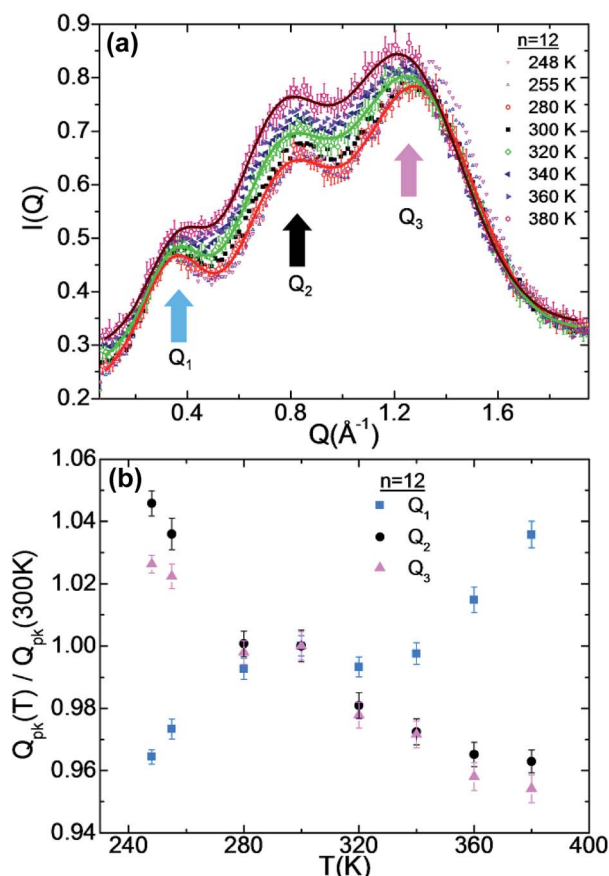 (a)
n=12
248 K
255 K
280 K
300 K
320 K
340 K
360 K
380 K
I(Q)
0.9
0.8
0.7
0.6
0.5
0.4
0.3
0.2
Q₁
Q₂
Q₃
0.4 0.8 1.2 1.6
Q(Å⁻¹)
(b)
n=12
Q₁
Q₂
Q₃
Q_pk(T) / Q_pk(300K)
1.06
1.04
1.02
1.00
0.98
0.96
0.94
240 280 320 360 400
T(K)